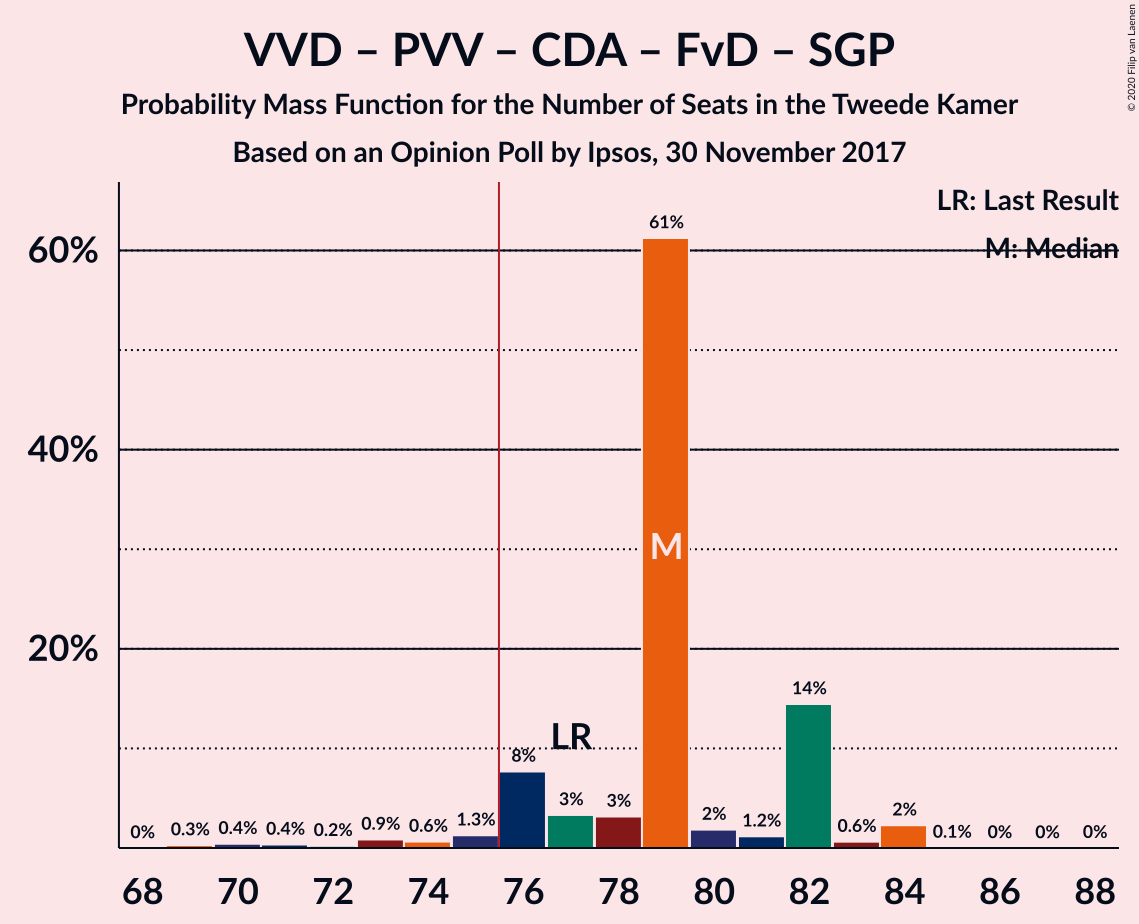 VVD – PVV – CDA – FvD – SGP
Probability Mass Function for the Number of Seats in the Tweede Kamer
Based on an Opinion Poll by Ipsos, 30 November 2017
© 2020 Filip van Laenen
LR: Last Result
M: Median
60%
40%
20%
0%
0.3%
0.4%
0.4%
0.2%
0.9%
0.6%
1.3%
8%
LR
3%
3%
61%
M
2%
1.2%
14%
0.6%
2%
0.1%
0%
0%
0%
68 70 72 74 76 78 80 82 84 86 88